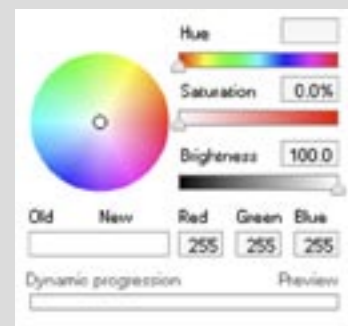 Hue
Saturation 0.0%
Brightness 100.0
Old New Red Green Blue
255 255 255
Dynamic progression Preview